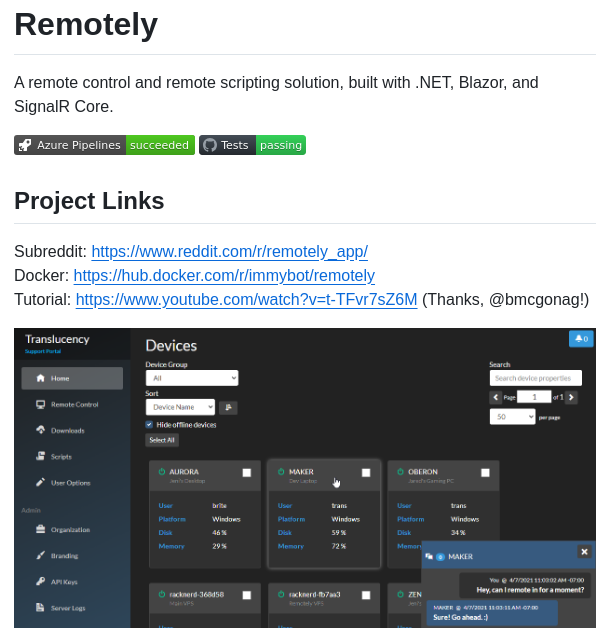 Remotely
A remote control and remote scripting solution, built with .NET, Blazor, and
SignalR Core.
Azure Pipelines succeeded Tests passing
Project Links
Subreddit: https://www.reddit.com/r/remotely_app/
Docker: https://hub.docker.com/r/immybot/remotely
Tutorial: https://www.youtube.com/watch?v=t-TFvr7sZ6M (Thanks, @bmcgonag!)
Translucency
Support Portal
Home
Remote Control
Downloads
Scripts
User Options
Admin
Organization
Branding
API Keys
Server Logs
0
Devices
Device Group
All
Sort
Device Name
Hide offline devices
Select All
Search
Search device properties
Page 1 of 1
50 per page
AURORA
Jen's Desktop
User brite
Platform Windows
Disk 46 %
Memory 29 %
MAKER
Dev Laptop
User trans
Platform Windows
Disk 59 %
Memory 72 %
OBERON
Jared's Gaming PC
User trans
Platform Windows
Disk 34 %
Memory
racknerd-368d58
racknerd-fb7aa3
Remotely VPS
ZEN
0 MAKER
You @ 4/7/2021 11:03:02 AM -07:00
Hey, can I remote in for a moment?
MAKER @ 4/7/2021 11:03:11 AM -07:00
Sure! Go ahead. :)